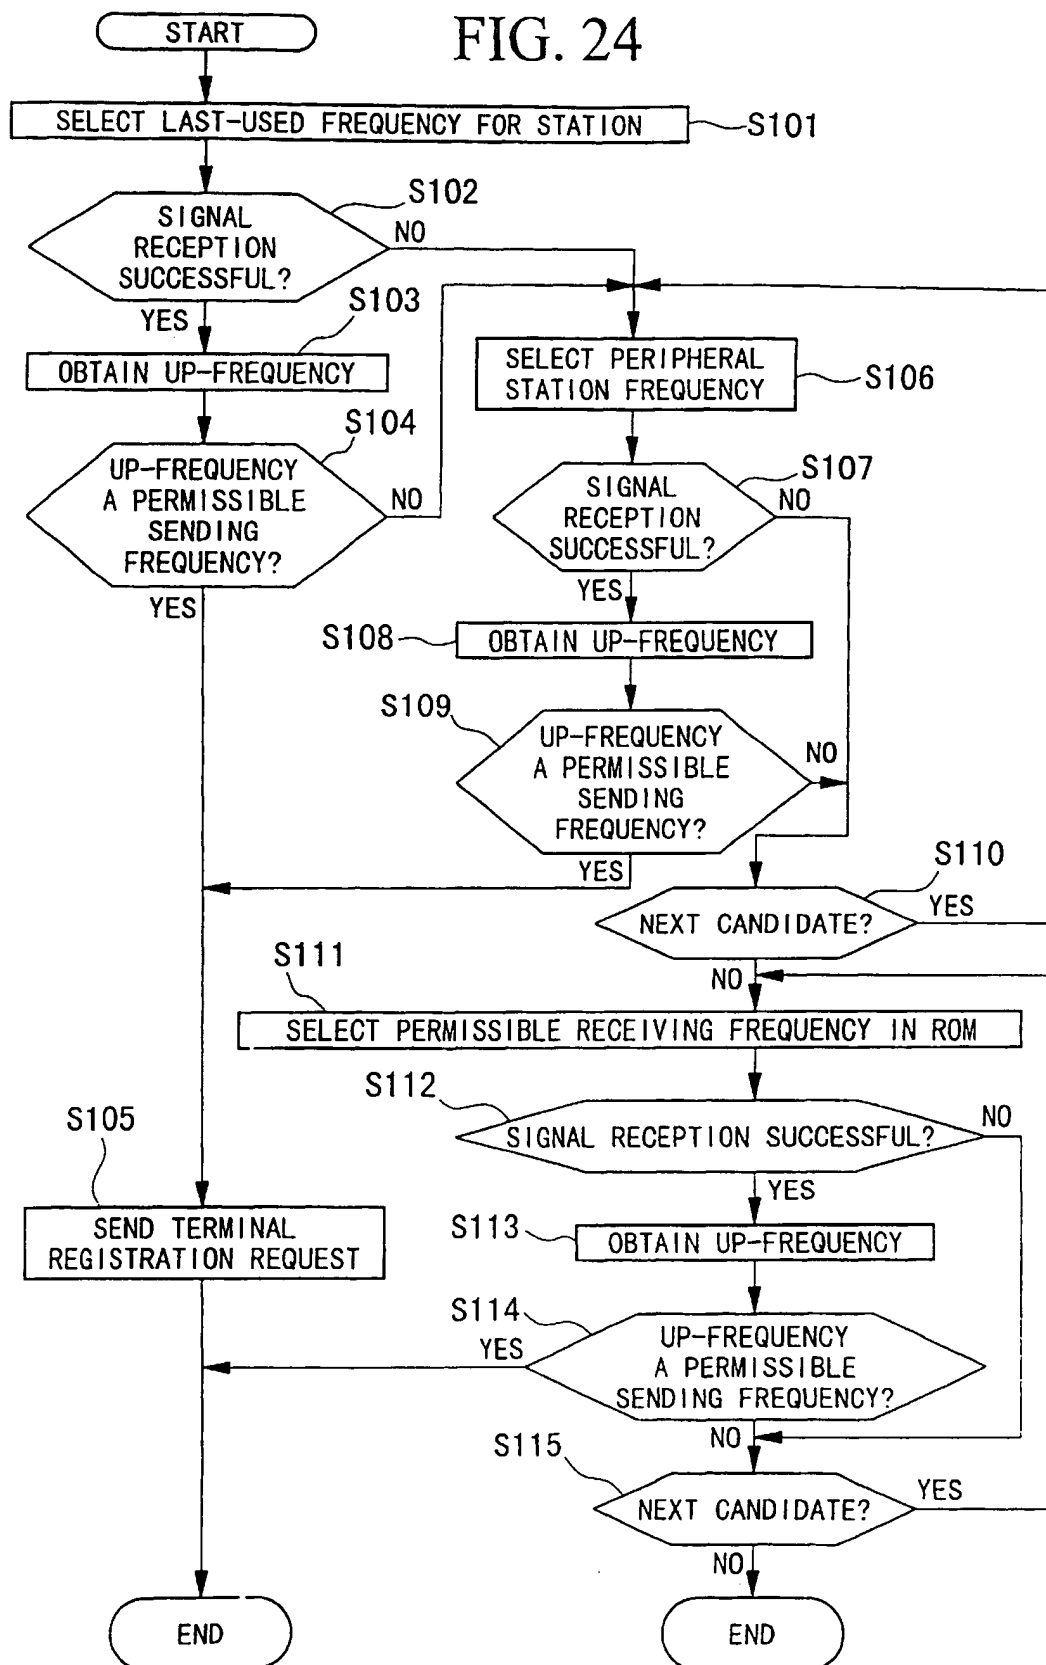 START
FIG. 24
SELECT LAST-USED FREQUENCY FOR STATION
S101
S102
SIGNAL
RECEPTION
SUCCESSFUL?
NO
YES
S103
OBTAIN UP-FREQUENCY
SELECT PERIPHERAL
STATION FREQUENCY
S106
S104
UP-FREQUENCY
A PERMISSIBLE
SENDING
FREQUENCY?
NO
YES
S107
SIGNAL
RECEPTION
SUCCESSFUL?
NO
YES
S108
OBTAIN UP-FREQUENCY
S109
UP-FREQUENCY
A PERMISSIBLE
SENDING
FREQUENCY?
NO
YES
S110
NEXT CANDIDATE?
YES
NO
S111
SELECT PERMISSIBLE RECEIVING FREQUENCY IN ROM
S112
SIGNAL RECEPTION SUCCESSFUL?
NO
YES
S105
SEND TERMINAL
REGISTRATION REQUEST
S113
OBTAIN UP-FREQUENCY
S114
YES
UP-FREQUENCY
A PERMISSIBLE
SENDING FREQUENCY?
NO
S115
NEXT CANDIDATE?
YES
NO
END
END